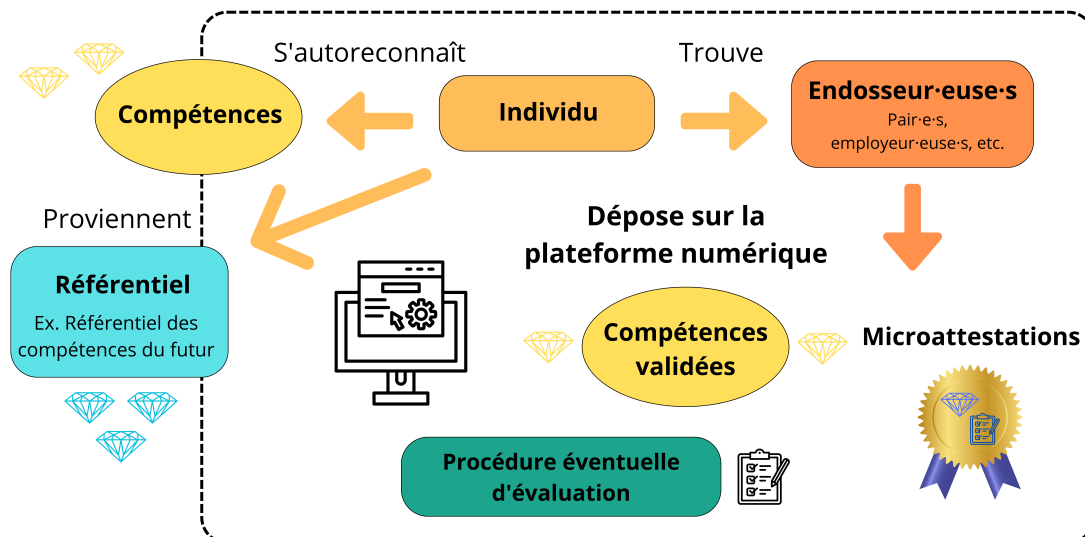 S'autoreconnaît
Trouve
Compétences
Individu
Endosseur·euse·s
Pair·e·s,
employeur·euse·s, etc.
Proviennent
Dépose sur la
plateforme numérique
Référentiel
Ex. Référentiel des
compétences du futur
Compétences
validées
Microattestations
Procédure éventuelle
d'évaluation